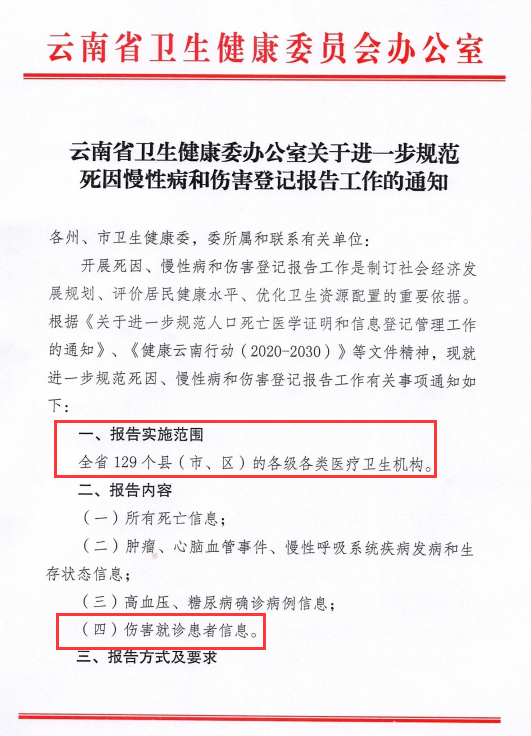 云南省卫生健康委员会办公室
云南省卫生健康委办公室关于进一步规范
死因慢性病和伤害登记报告工作的通知
各州、市卫生健康委，委所属和联系有关单位：
开展死因、慢性病和伤害登记报告工作是制订社会经济发
展规划、评价居民健康水平、优化卫生资源配置的重要依据。
根据《关于进一步规范人口死亡医学证明和信息登记管理工作
的通知》、《健康云南行动（2020-2030）》等文件精神，现就
进一步规范死因、慢性病和伤害登记报告工作有关事项通知如
下：
一、报告实施范围
全省 129 个县（市、区）的各级各类医疗卫生机构。
二、报告内容
（一）所有死亡信息；
（二）肿瘤、心脑血管事件、慢性呼吸系统疾病发病和生
存状态信息；
（三）高血压、糖尿病确诊病例信息；
（四）伤害就诊患者信息。
三、报告方式及要求